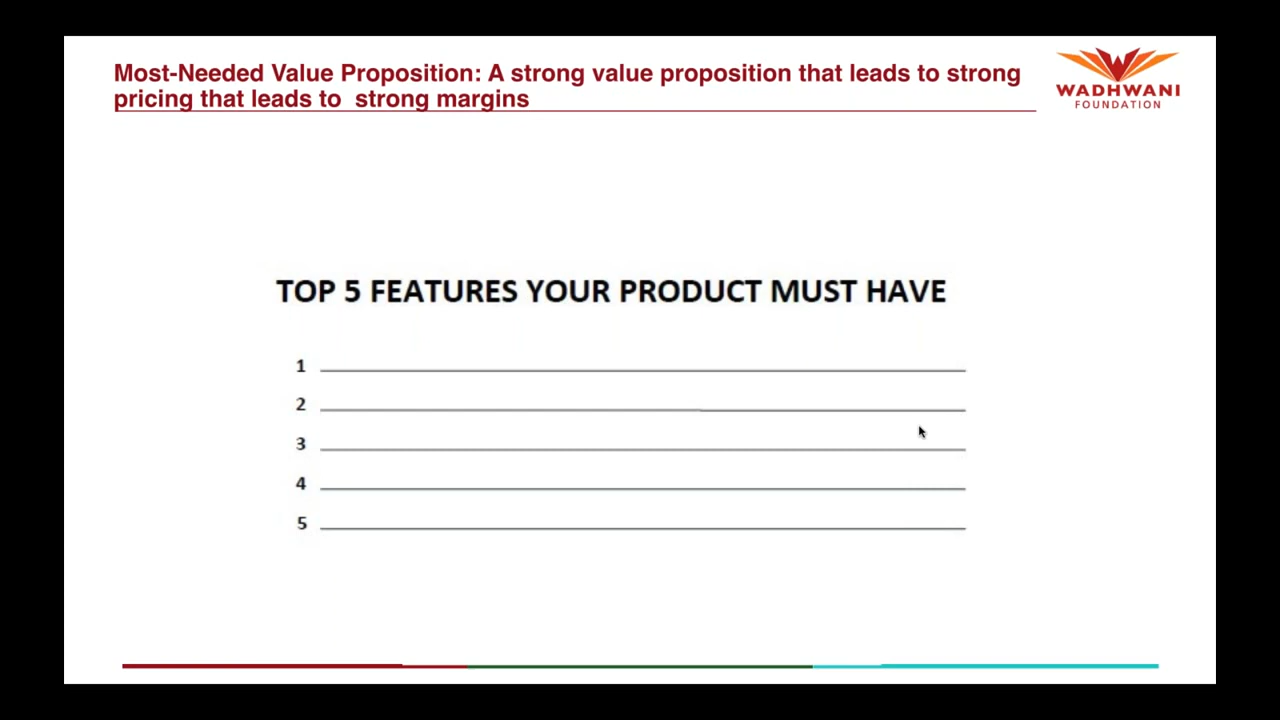 Most-Needed Value Proposition: A strong value proposition that leads to strong
pricing that leads to strong margins
WADHWANI
FOUNDATION
TOP 5 FEATURES YOUR PRODUCT MUST HAVE
1
2
3
4
5